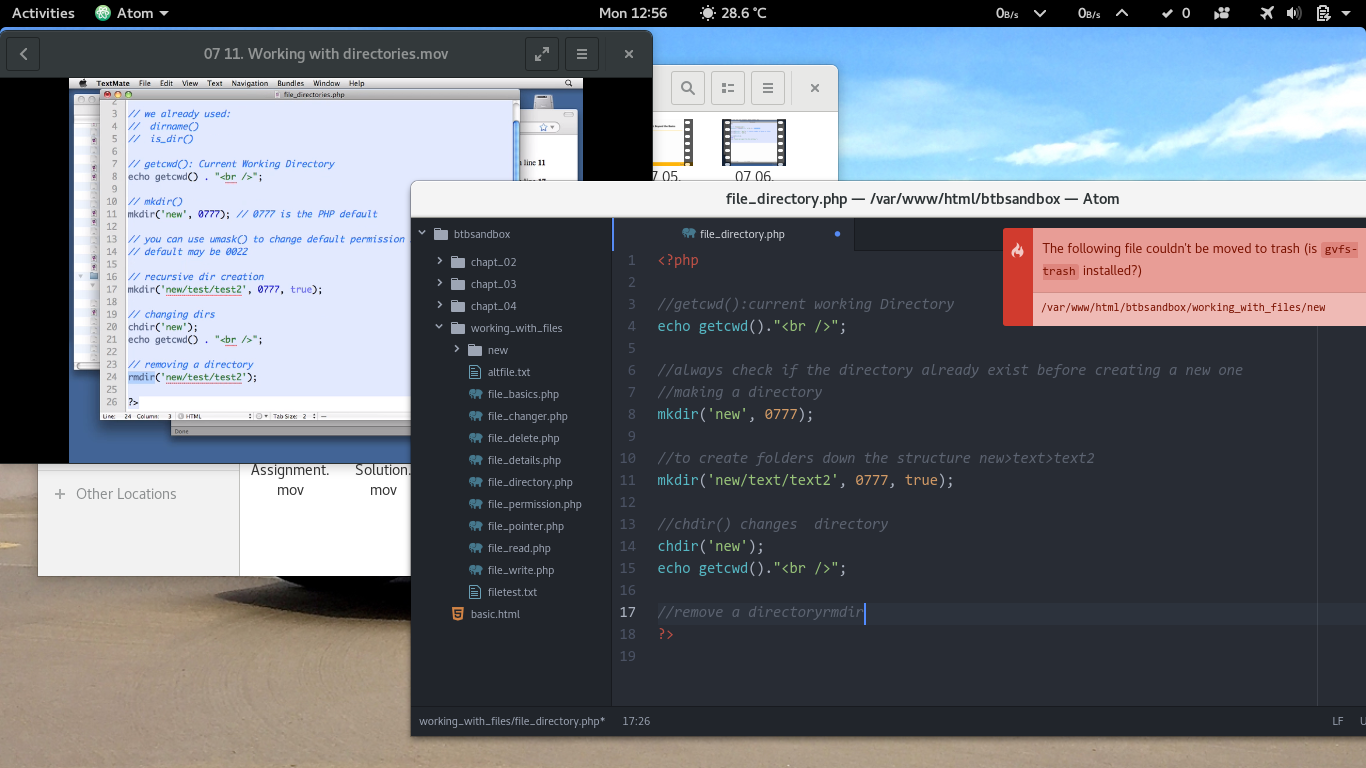 Activities
Atom
Mon 12:56
28.6 °C
0B/s
0B/s
0
07 11. Working with directories.mov
TextMate File Edit View Text Navigation Bundles Window Help
file_directories.php
2
3 // we already used:
4 // dirname()
5 // is_dir()
6
7 // getcwd(): Current Working Directory
8 echo getcwd() . "<br />";
9
10 // mkdir()
11 mkdir('new', 0777); // 0777 is the PHP default
12
13 // you can use umask() to change default permission
14 // default may be 0022
15
16 // recursive dir creation
17 mkdir('new/test/test2', 0777, true);
18
19 // changing dirs
20 chdir('new');
21 echo getcwd() . "<br />";
22
23 // removing a directory
24 rmdir('new/test/test2');
25
26 ?>
Line: 24 Column: 3 HTML Tab Size: 2
Done
n line 11
07.06.
Other Locations
Assignment.
mov
Solution.
mov
file_directory.php — /var/www/html/btbsandbox — Atom
btbsandbox
chapt_02
chapt_03
chapt_04
working_with_files
new
altfile.txt
file_basics.php
file_changer.php
file_delete.php
file_details.php
file_directory.php
file_permission.php
file_pointer.php
file_read.php
file_write.php
filetest.txt
basic.html
file_directory.php
1 <?php
2
3 //getcwd():current working Directory
4 echo getcwd()."<br />";
5
6 //always check if the directory already exist before creating a new one
7 //making a directory
8 mkdir('new', 0777);
9
10 //to create folders down the structure new>text>text2
11 mkdir('new/text/text2', 0777, true);
12
13 //chdir() changes  directory
14 chdir('new');
15 echo getcwd()."<br />";
16
17 //remove a directoryrmdir
18 ?>
19
The following file couldn't be moved to trash (is gvfs-
trash installed?)
/var/www/html/btbsandbox/working_with_files/new
working_with_files/file_directory.php* 17:26
LF